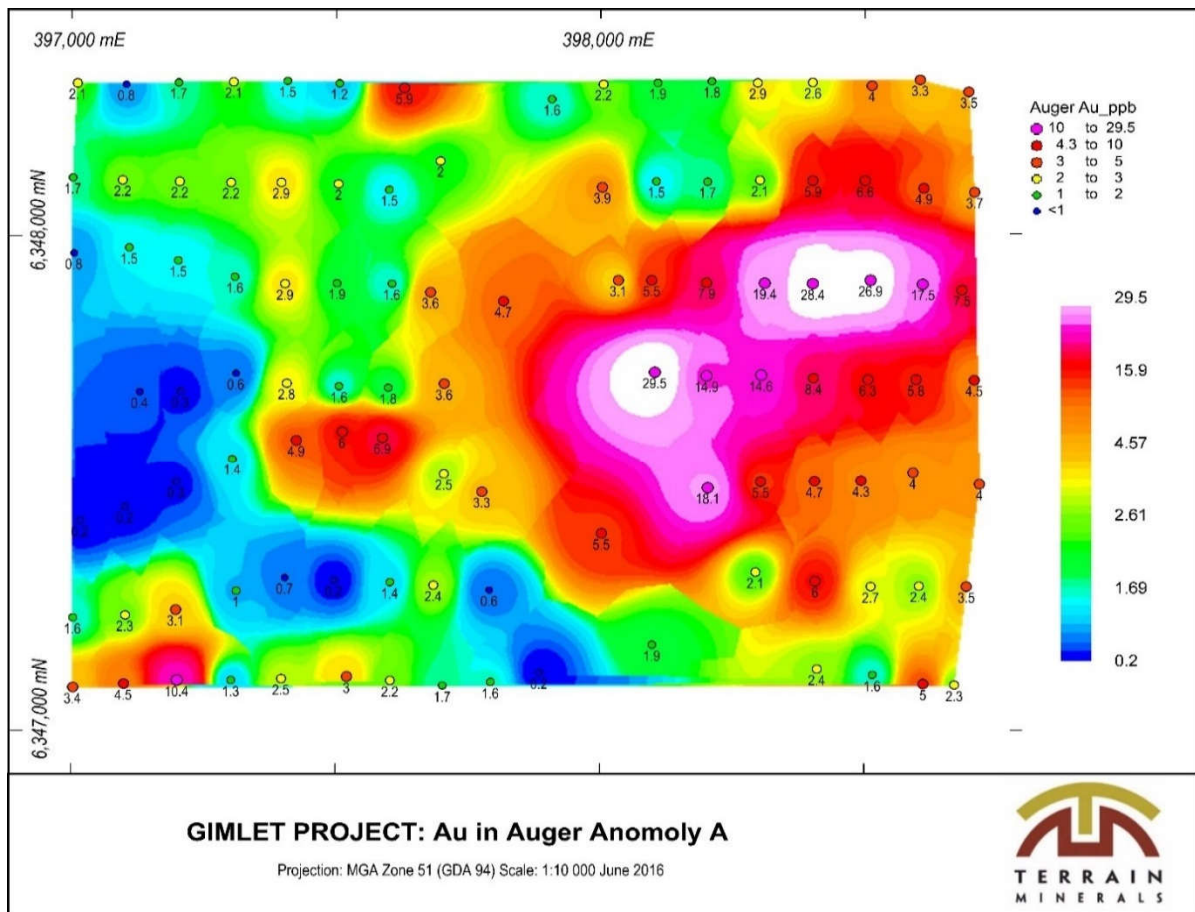 397,000 mE 398,000 mE
2.1 0.8 1.7 2.1 1.5 1.2 5.9 1.6 2.2 1.9 1.8 2.9 2.6 4 3.3 3.5
Auger Au_ppb
10 to 29.5
4.3 to 10
3 to 5
2 to 3
1 to 2
<1
1.7 2.2 2.2 2.2 2.9 2 1.5 2 3.9 1.5 1.7 2.1 5.9 6.6 4.9 3.7
6,348,000 mN
0.8 1.5 1.5 1.6 2.9 1.9 1.6 3.6 4.7 3.1 5.5 7.9 19.4 28.4 26.9 17.5
29.5
15.9
4.57
2.61
1.69
0.2
0.4 0.6 2.8 1.6 1.8 3.6 29.5 14.9 14.6 8.4 6.3 5.8 4.5
1.4 4.9 6 2.5 3.3 18.1 5.5 4.7 4.3 4 4
5.5
1.6 2.3 3.1 1 0.7 1.4 2.4 0.6 2.1 6 2.7 2.4 3.5
3.4 4.5 10.4 1.3 2.5 3 2.2 1.7 1.6 0.2 1.9 2.4 1.6 5 2.3
6,347,000 mN
GIMLET PROJECT: Au in Auger Anomoly A
Projection: MGA Zone 51 (GDA 94) Scale: 1:10 000 June 2016
TERRAIN
MINERALS